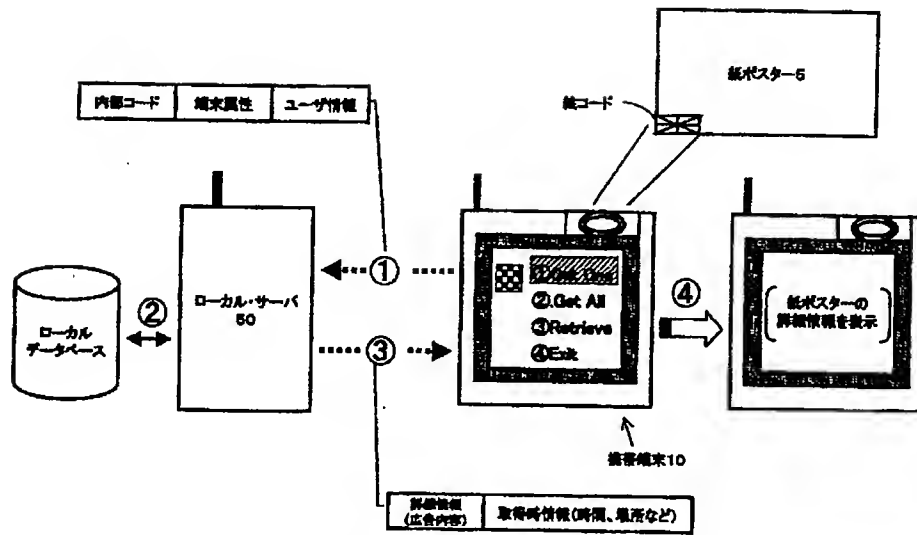 紙ポスター5
絵コード
内部コード 端末属性 ユーザ情報
①
①Get One
②.Get All
③Retrieve
④Exit
④
紙ポスターの
詳細情報を表示
ローカル・サーバ
50
②
ローカル
データベース
③
携帯端末10
詳細情報
(広告内容)
取得時情報(時間、場所など)